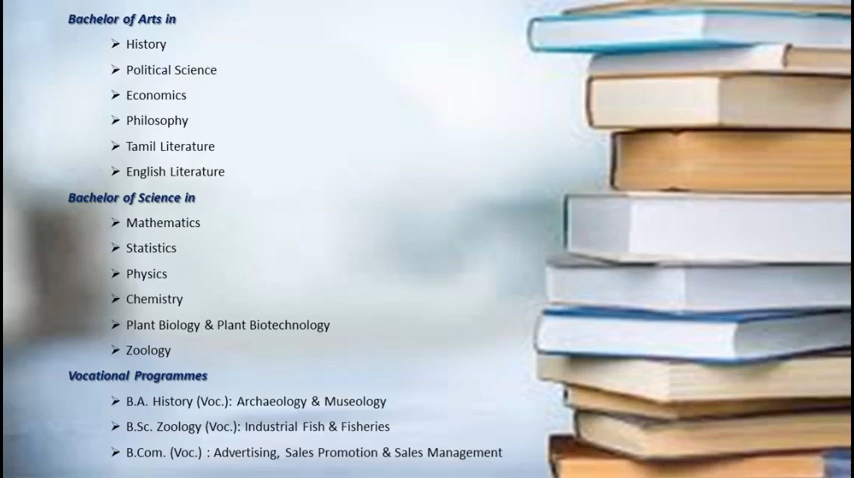 Bachelor of Arts in
➢ History
➢ Political Science
➢ Economics
➢ Philosophy
➢ Tamil Literature
➢ English Literature
Bachelor of Science in
➢ Mathematics
➢ Statistics
➢ Physics
➢ Chemistry
➢ Plant Biology & Plant Biotechnology
➢ Zoology
Vocational Programmes
➢ B.A. History (Voc.): Archaeology & Museology
➢ B.Sc. Zoology (Voc.): Industrial Fish & Fisheries
➢ B.Com. (Voc.) : Advertising, Sales Promotion & Sales Management